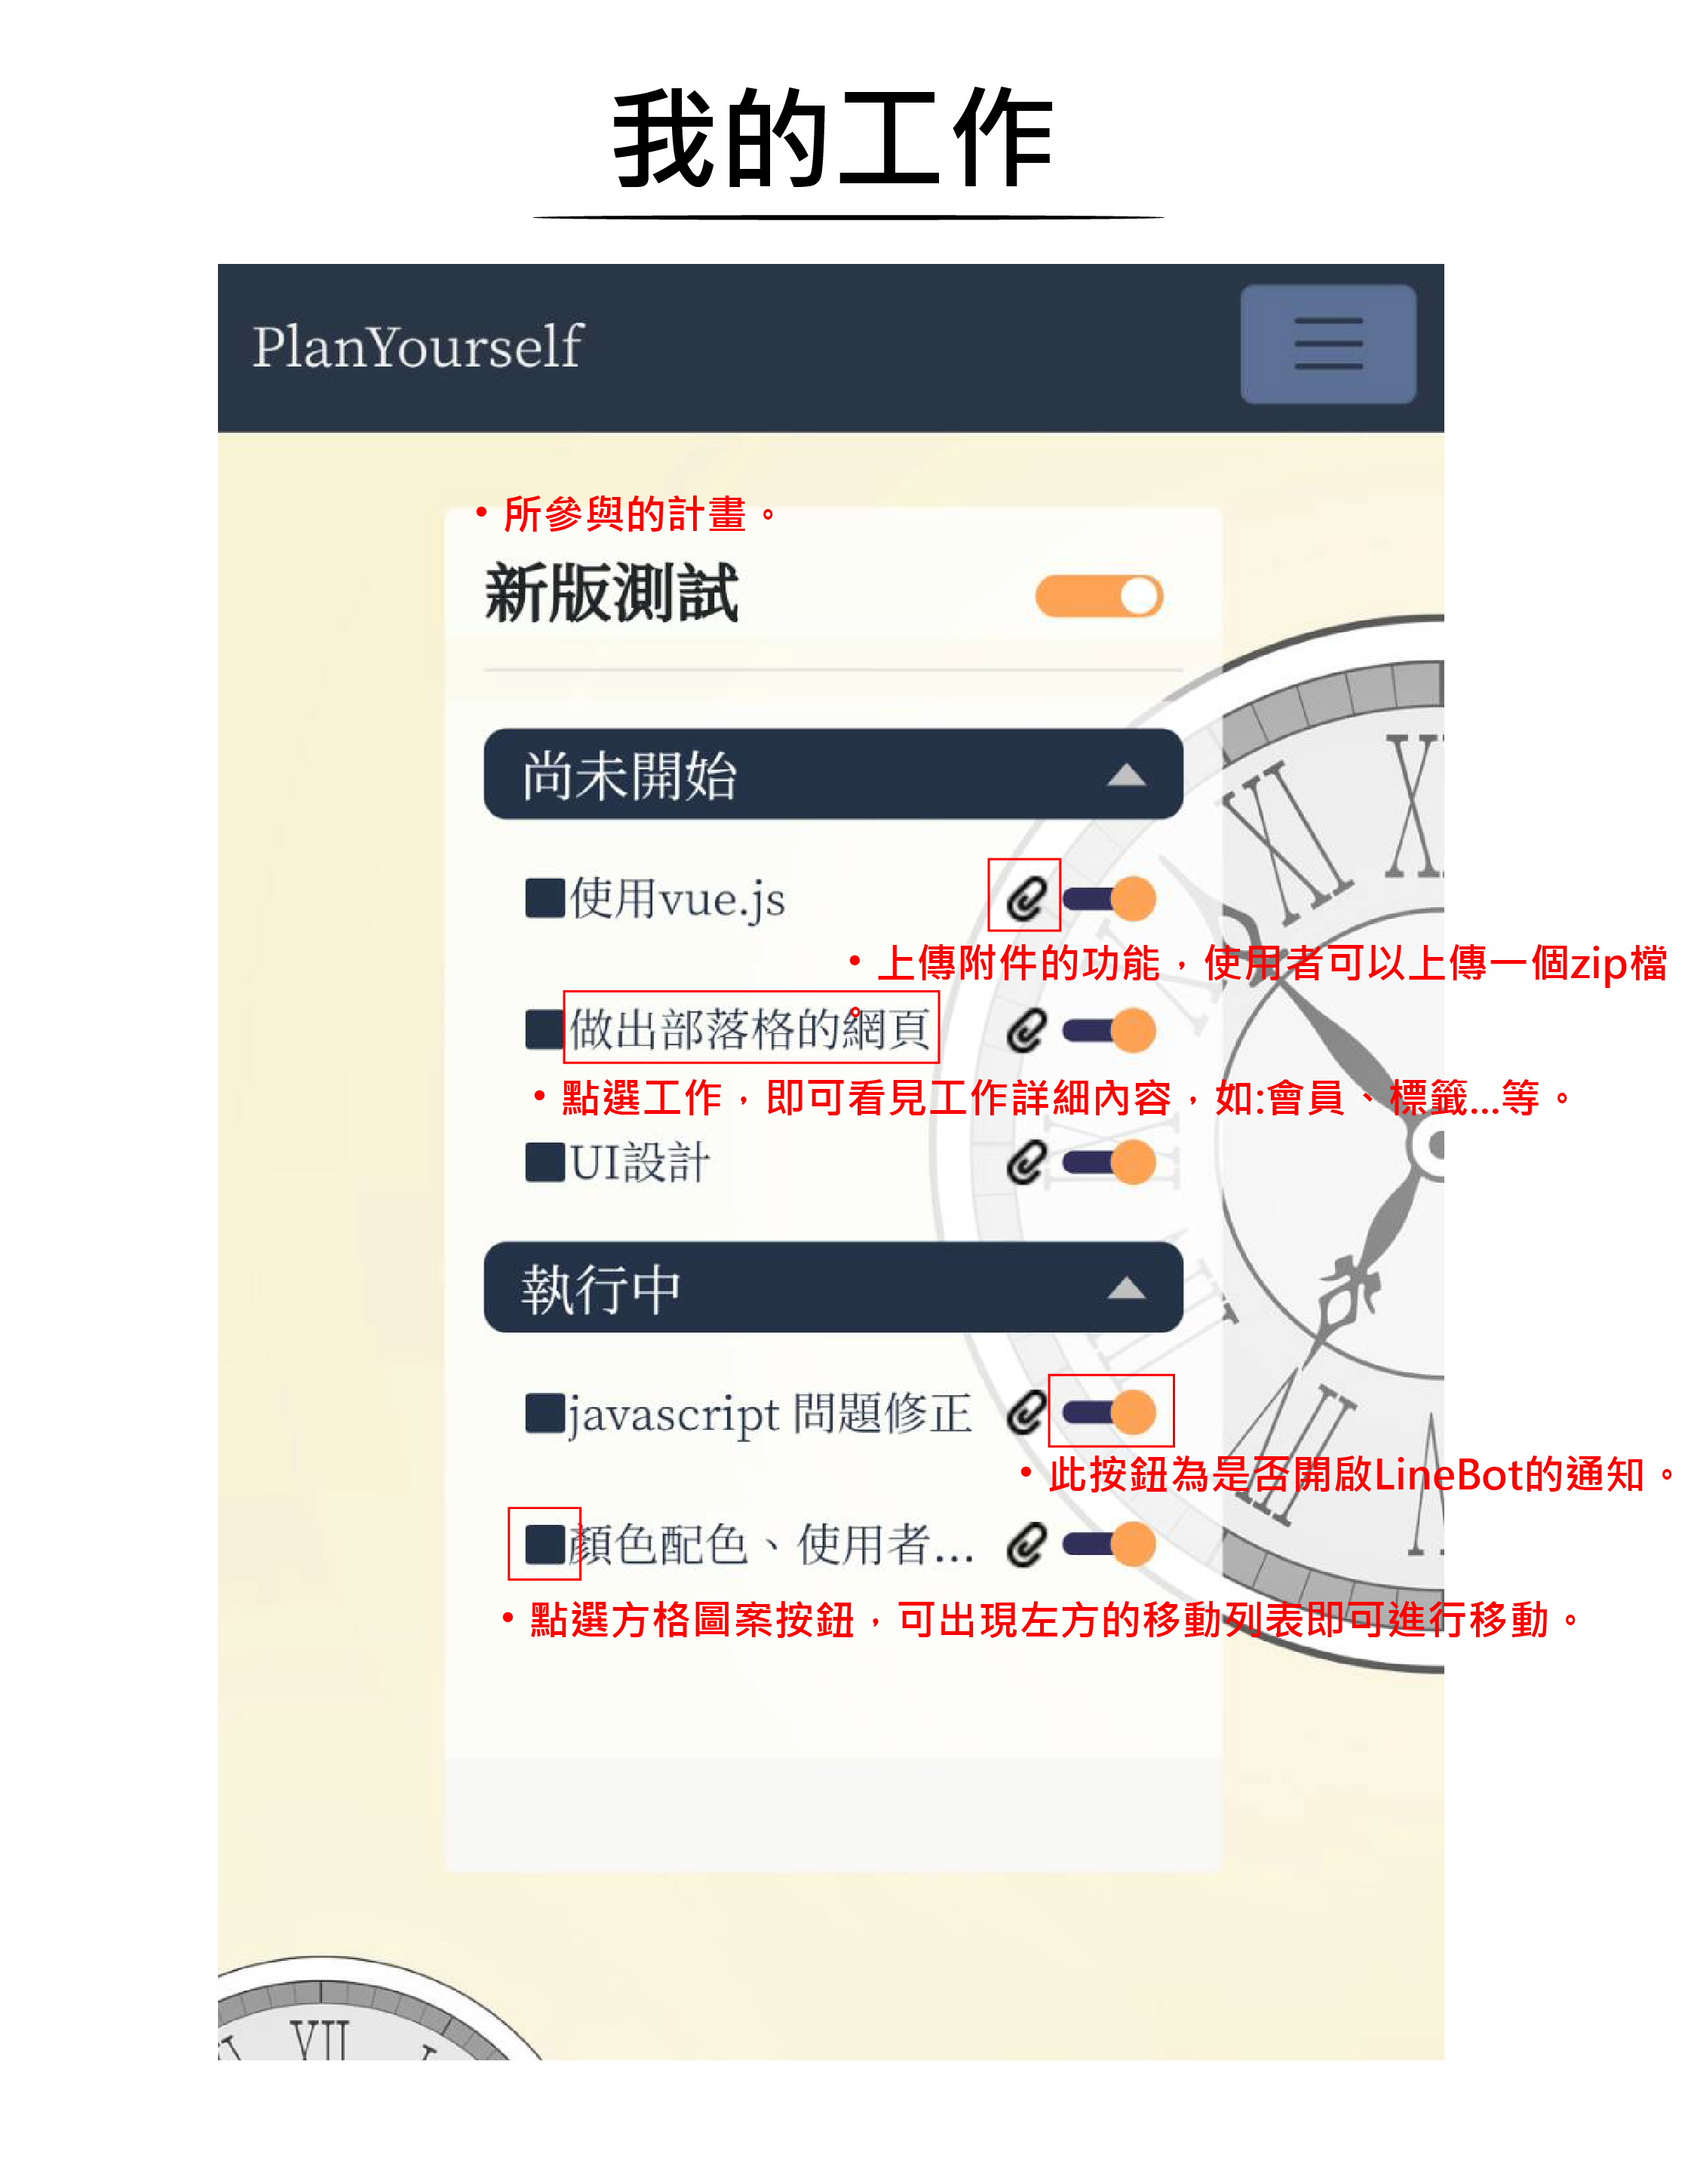 我的工作
PlanYourself
•所參與的計畫。
新版測試
尚未開始
使用vue.js
•上傳附件的功能，使用者可以上傳一個zip檔
。
做出部落格的網頁
•點選工作，即可看見工作詳細內容，如:會員、標籤...等。
UI設計
執行中
javascript 問題修正
•此按鈕為是否開啟LineBot的通知。
顏色配色、使用者...
•點選方格圖案按鈕，可出現左方的移動列表即可進行移動。
XI
VII